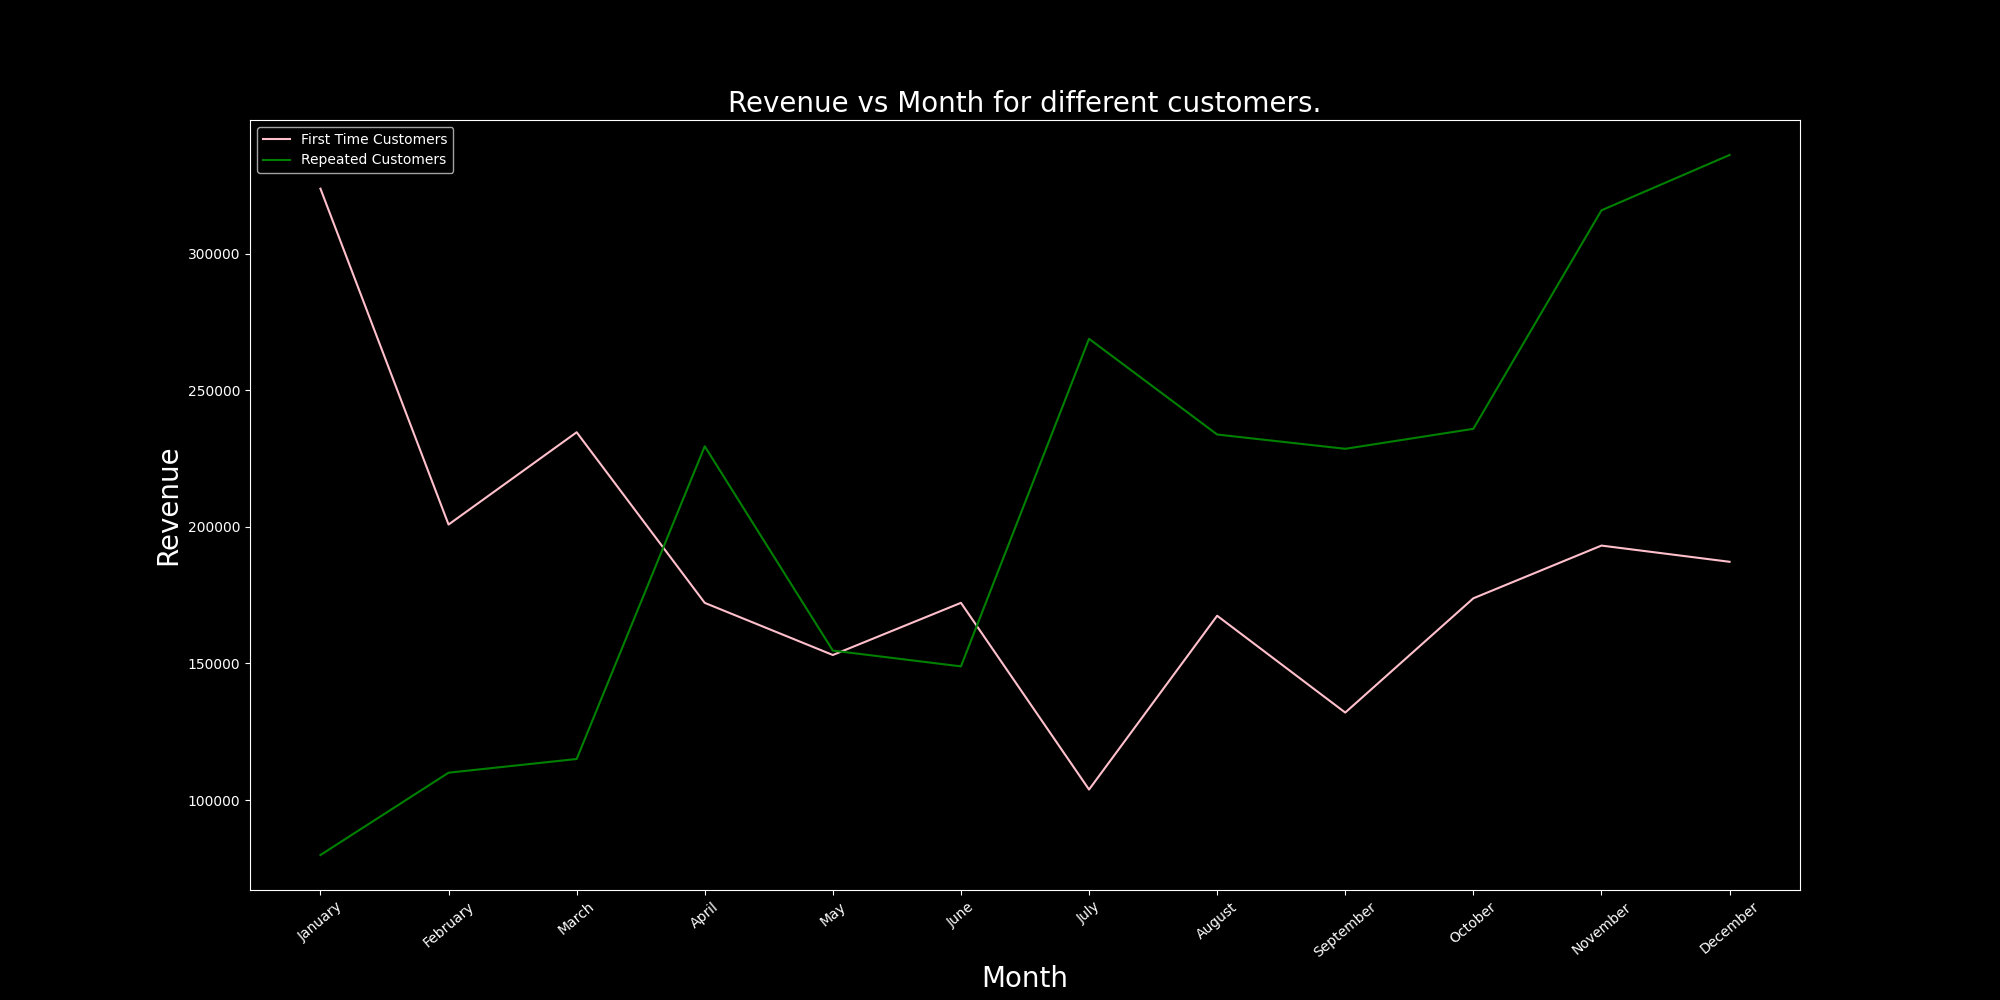 Revenue vs Month for different customers.
First Time Customers
Repeated Customers
300000
250000
200000
150000
100000
Revenue
January
February
March
April
May
June
July
August
September
October
November
December
Month